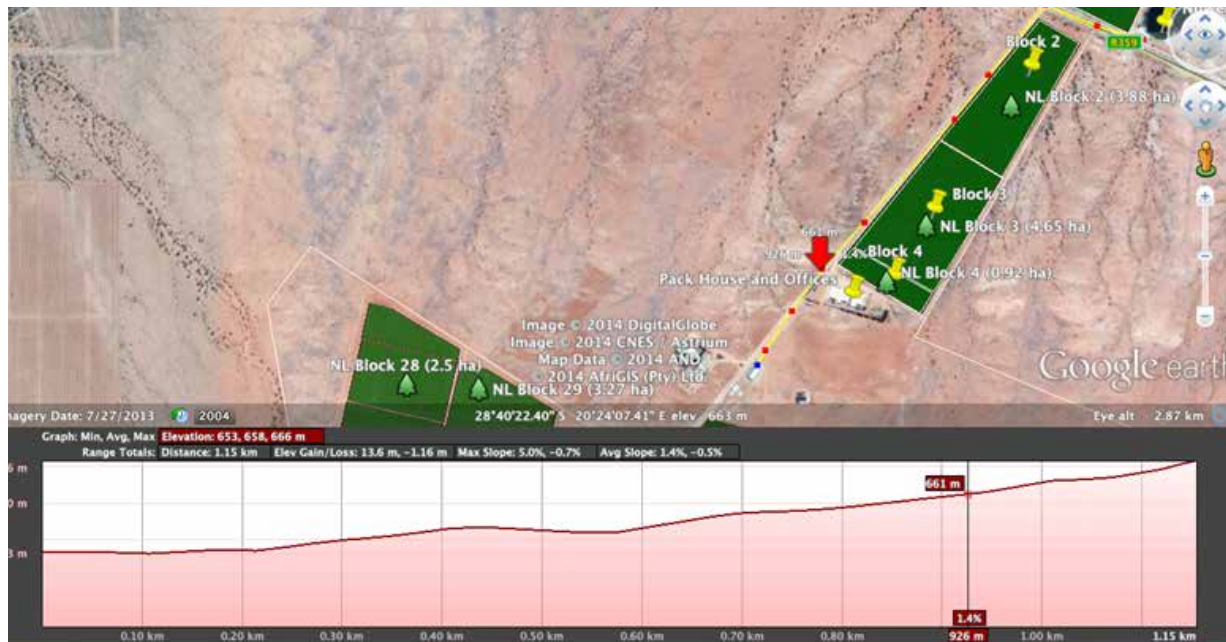 Block 2
R359
NL Block 2 (3.88 ha)
Block 3
NL Block 3 (4.65 ha)
661 m
926 m
1.4%
Block 4
NL Block 4 (0.92 ha)
Pack House and Offices
Image © 2014 DigitalGlobe
Image © 2014 CNES / Astrium
Map Data © 2014 AND
© 2014 AfriGIS (Pty) Ltd.
NL Block 28 (2.5 ha)
NL Block 29 (3.27 ha)
Google earth
magery Date: 7/27/2013 2004 28°40'22.40" S 20°24'07.41" E elev 663 m Eye alt 2.87 km
Graph: Min, Avg, Max Elevation: 653, 658, 666 m
Range Totals: Distance: 1.15 km Elev Gain/Loss: 13.6 m, -1.16 m Max Slope: 5.0%, -0.7% Avg Slope: 1.4%, -0.5%
6 m
661 m
0 m
3 m
1.4%
0.10 km 0.20 km 0.30 km 0.40 km 0.50 km 0.60 km 0.70 km 0.80 km 926 m 1.00 km 1.15 km